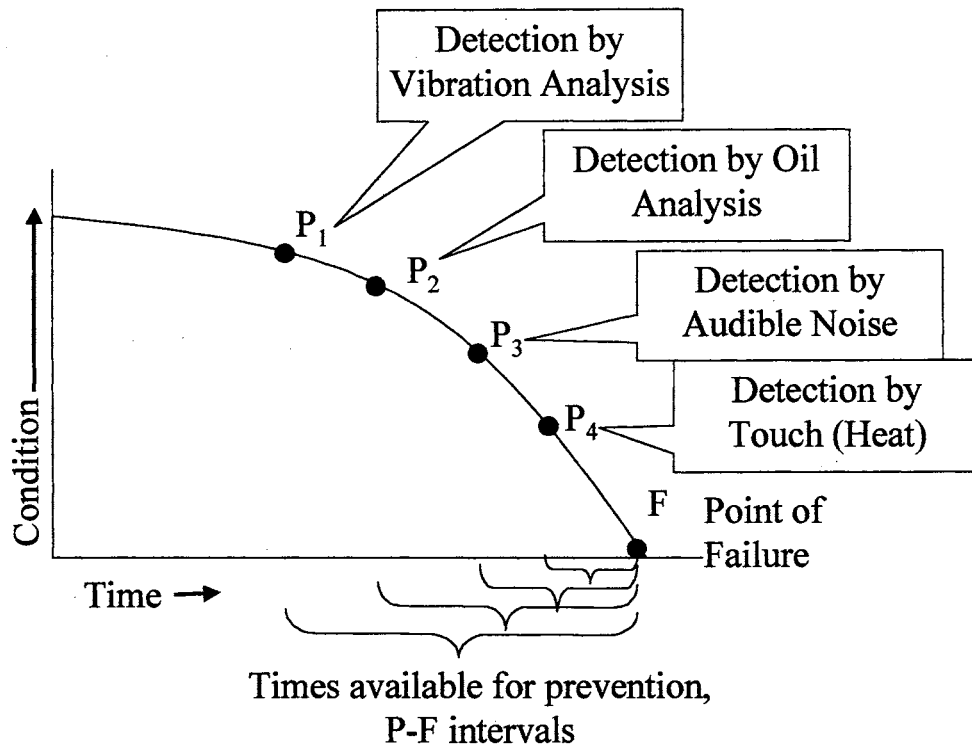 Detection by
Vibration Analysis
Detection by Oil
Analysis
P1
P2
Detection by
Audible Noise
P3
Detection by
Touch (Heat)
P4
Condition
F
Point of
Failure
Time
Times available for prevention,
P-F intervals